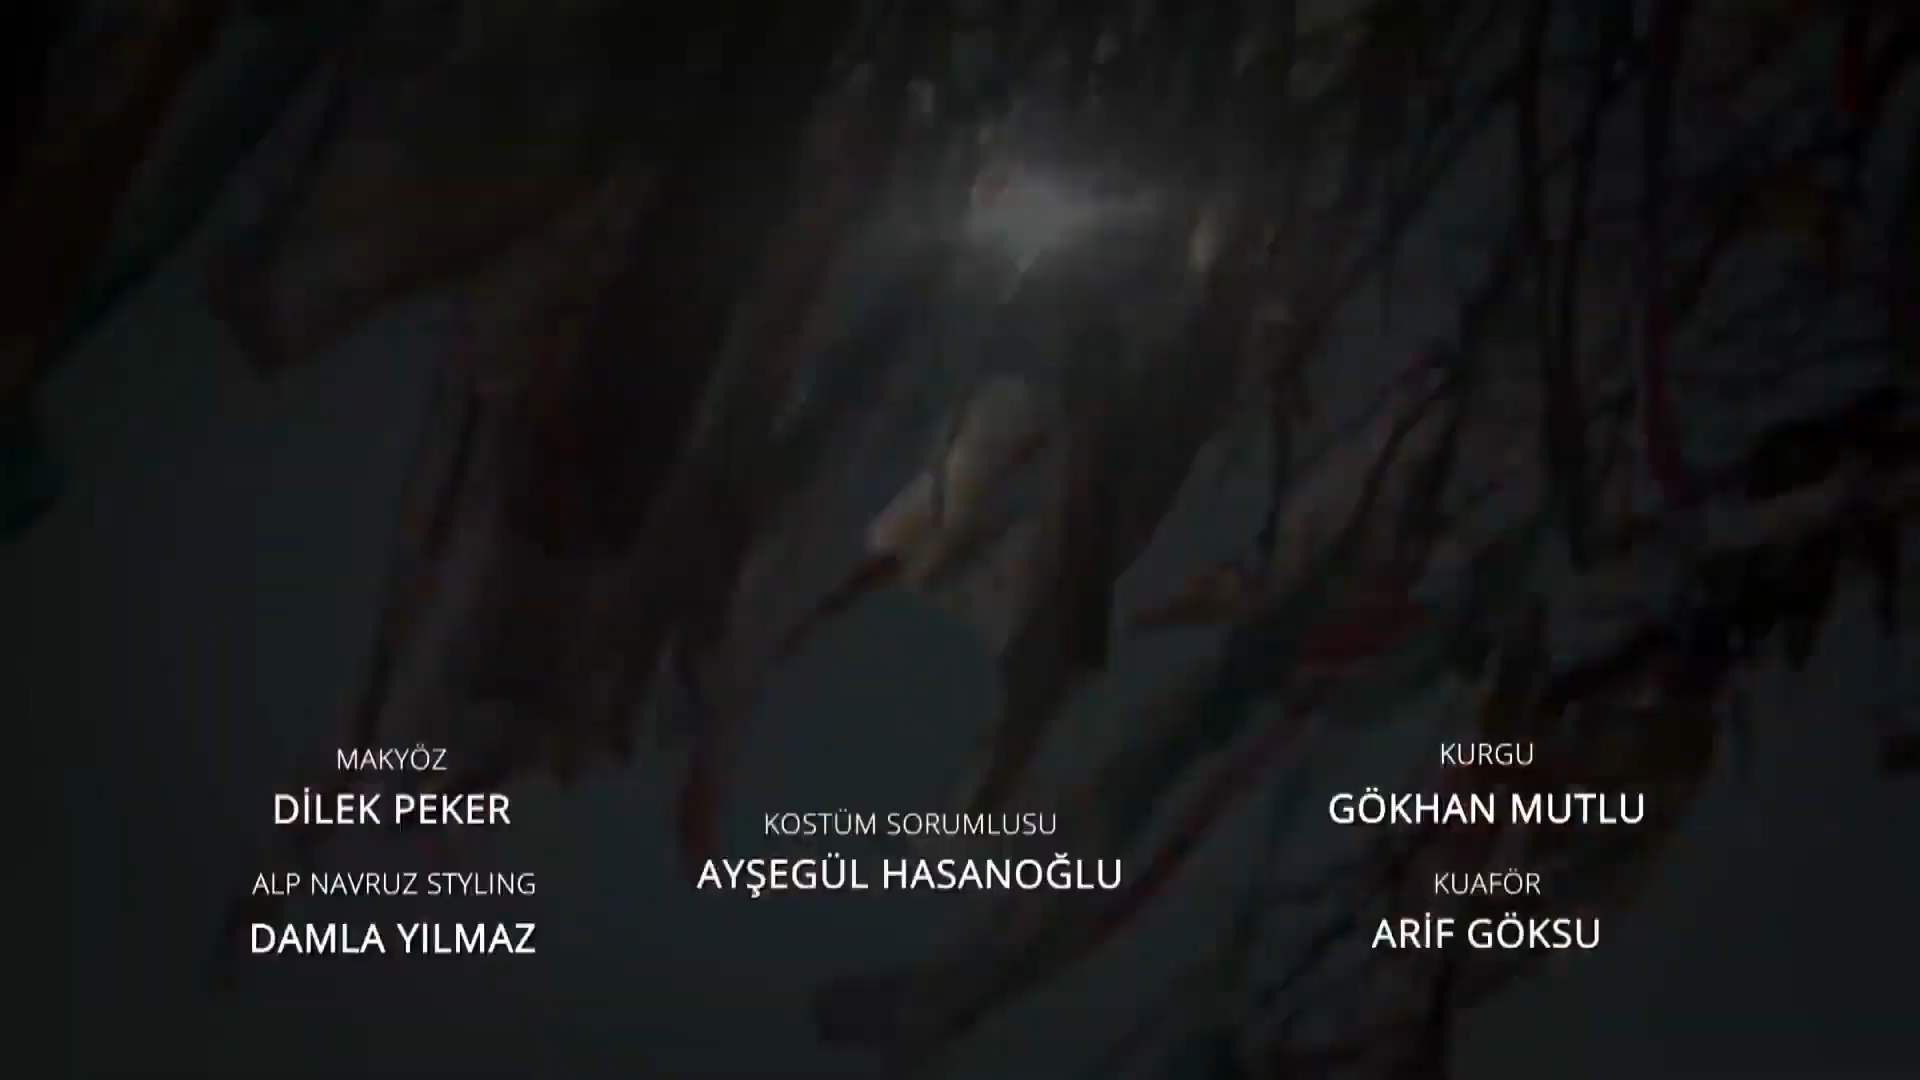 MAKYÖZ
DİLEK PEKER
ALP NAVRUZ STYLING
DAMLA YILMAZ
KOSTÜM SORUMLUSU
AYŞEGÜL HASANOĞLU
KURGU
GÖKHAN MUTLU
KUAFÖR
ARİF GÖKSU